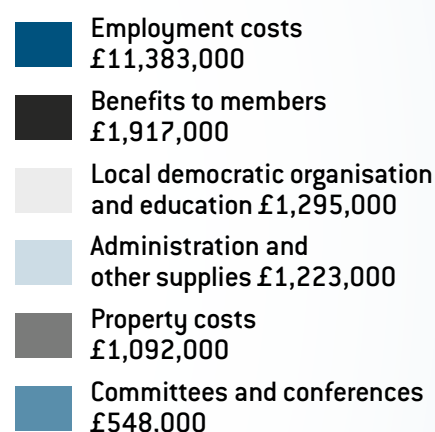 Employment costs
£11,383,000
Benefits to members
£1,917,000
Local democratic organisation
and education £1,295,000
Administration and
other supplies £1,223,000
Property costs
£1,092,000
Committees and conferences
£548,000